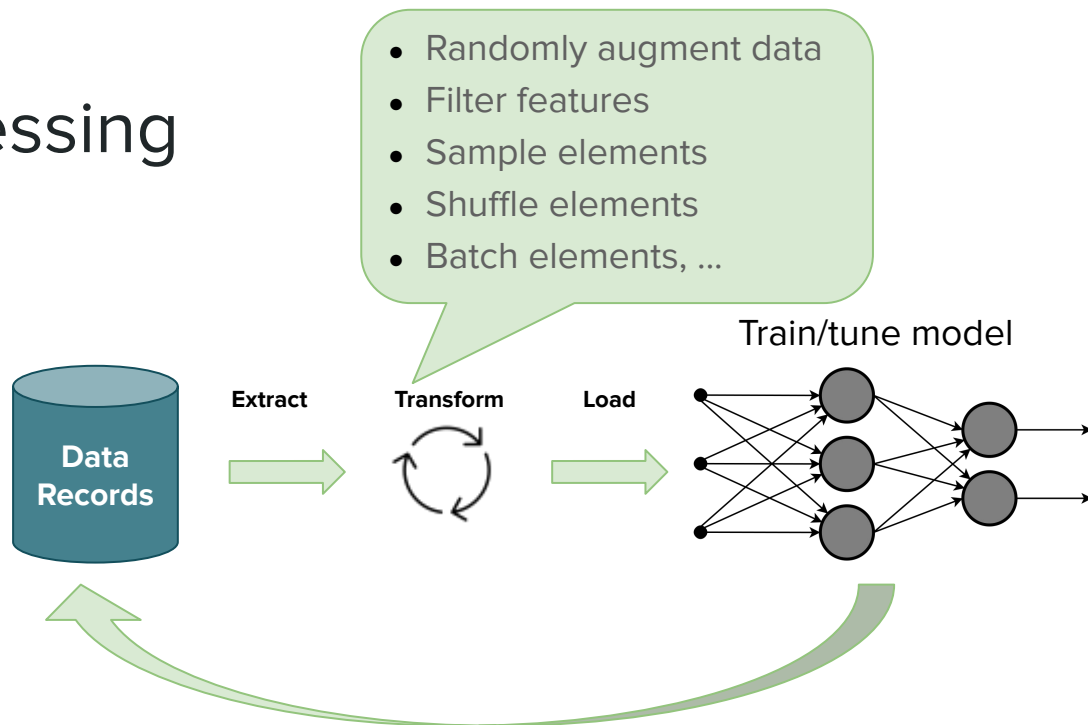 • Randomly augment data
essing
• Filter features
• Sample elements
• Shuffle elements
• Batch elements, ...
Train/tune model
Extract
Transform
Load
Data
Records